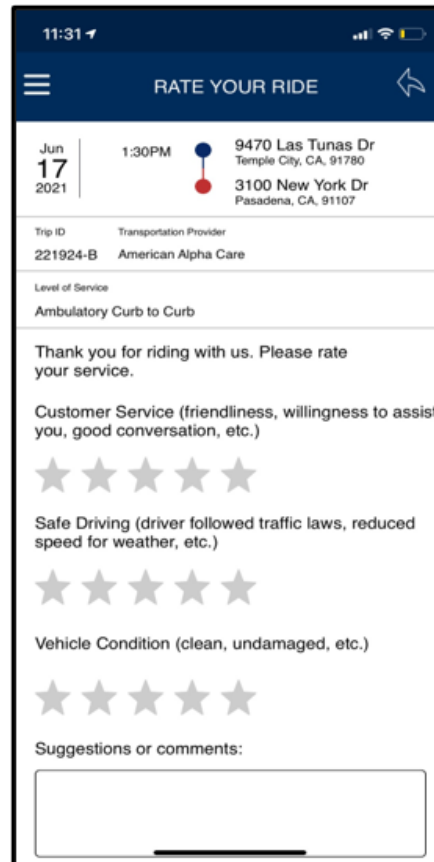 11:31
RATE YOUR RIDE
Jun
17
2021
1:30PM
9470 Las Tunas Dr
Temple City, CA, 91780
3100 New York Dr
Pasadena, CA, 91107
Trip ID
Transportation Provider
221924-B
American Alpha Care
Level of Service
Ambulatory Curb to Curb
Thank you for riding with us. Please rate
your service.
Customer Service (friendliness, willingness to assist
you, good conversation, etc.)
Safe Driving (driver followed traffic laws, reduced
speed for weather, etc.)
Vehicle Condition (clean, undamaged, etc.)
Suggestions or comments: